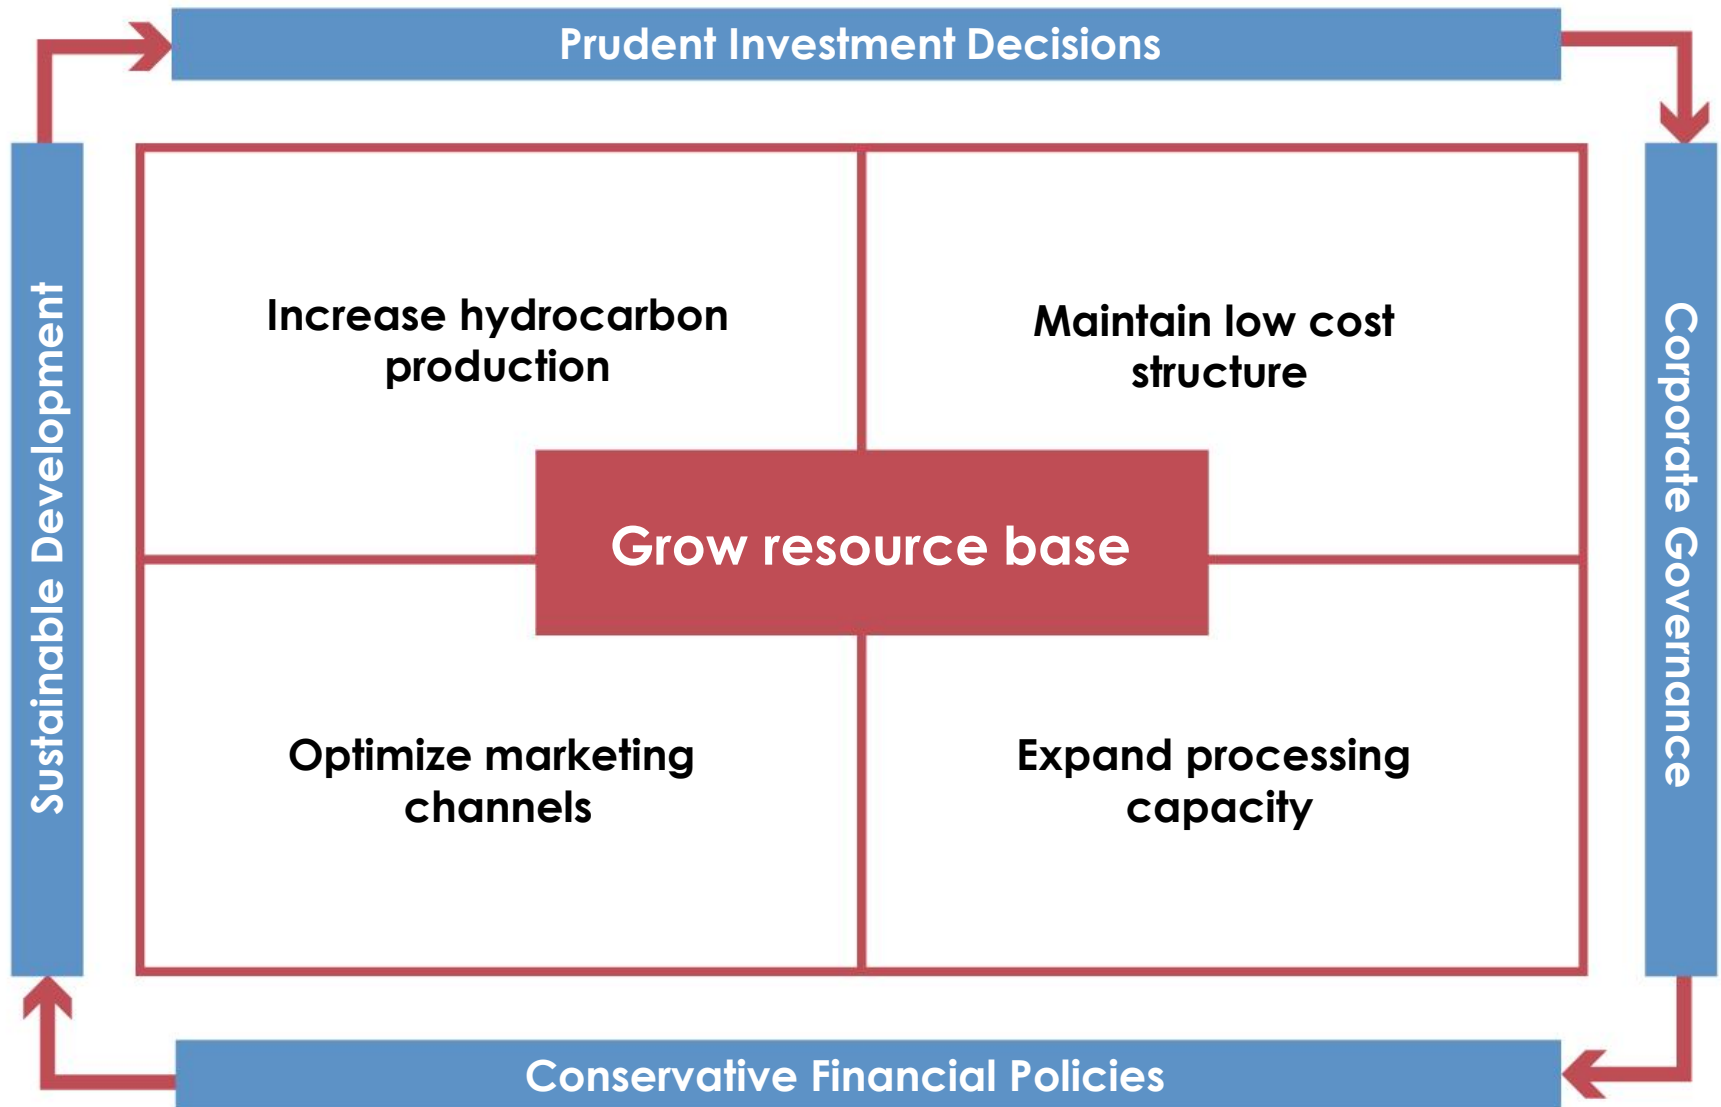 Prudent Investment Decisions
Sustainable Development
Increase hydrocarbon
production
Maintain low cost
structure
Corporate Governance
Grow resource base
Optimize marketing
channels
Expand processing
capacity
Conservative Financial Policies